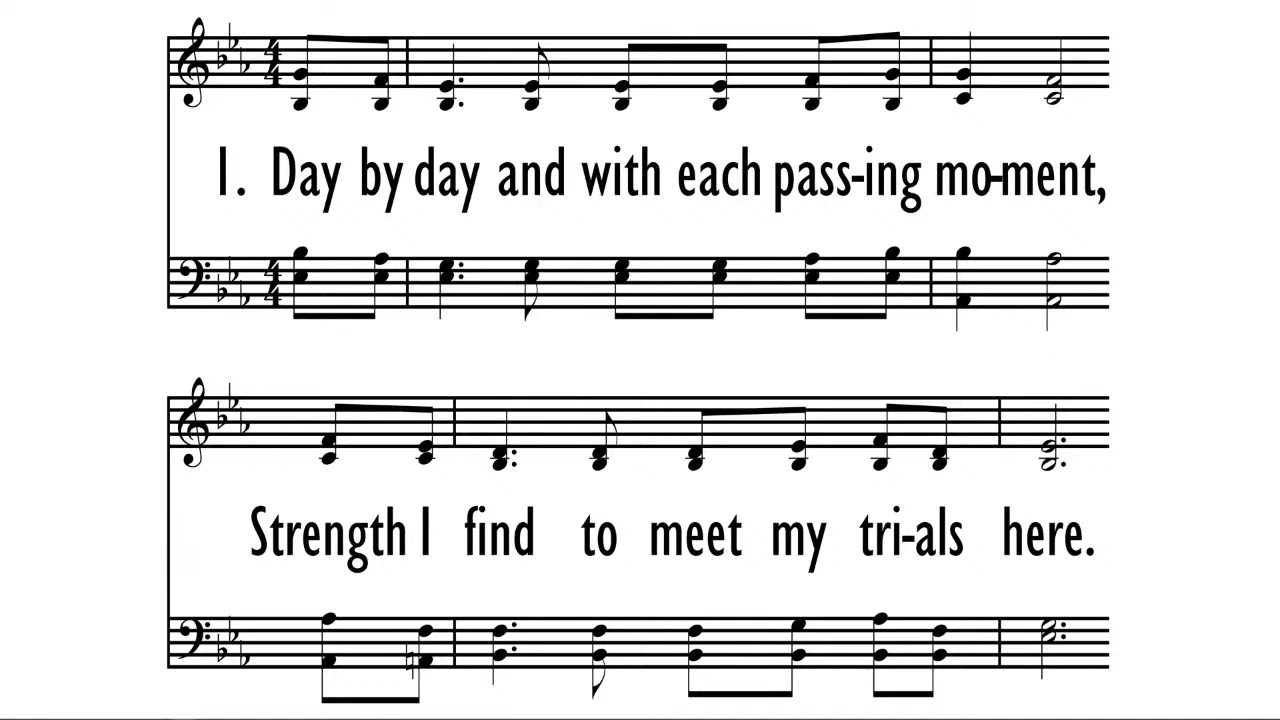 1. Day by day and with each pass-ing mo-ment,
Strength I find to meet my tri-als here.